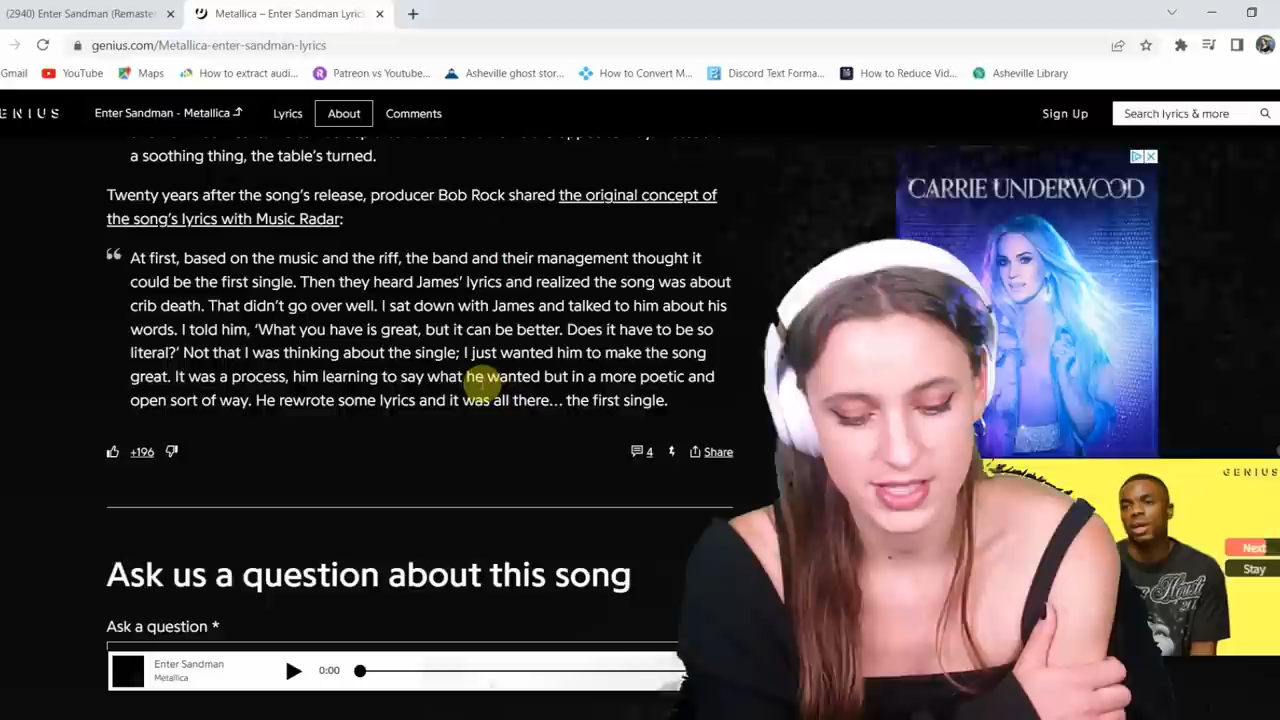 (2940) Enter Sandman (Remaste
Metallica – Enter Sandman Lyric
genius.com/Metallica-enter-sandman-lyrics
Gmail YouTube Maps How to extract audi... Patreon vs Youtube... Asheville ghost stor... How to Convert M... Discord Text Forma... How to Reduce Vid... Asheville Library
ENIUS Enter Sandman - Metallica Lyrics About Comments Sign Up Search lyrics & more
a soothing thing, the table's turned.
Twenty years after the song's release, producer Bob Rock shared the original concept of
the song's lyrics with Music Radar:
“ At first, based on the music and the riff, the band and their management thought it
could be the first single. Then they heard James' lyrics and realized the song was about
crib death. That didn't go over well. I sat down with James and talked to him about his
words. I told him, 'What you have is great, but it can be better. Does it have to be so
literal?' Not that I was thinking about the single; I just wanted him to make the song
great. It was a process, him learning to say what he wanted but in a more poetic and
open sort of way. He rewrote some lyrics and it was all there… the first single.
+196 4 Share
Ask us a question about this song
Ask a question *
Enter Sandman
Metallica
0:00
CARRIE UNDERWOOD
GENIUS
Next
Stay